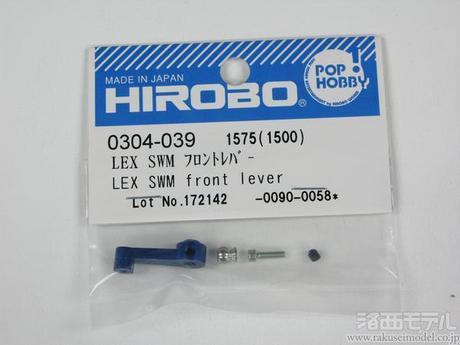 MADE IN JAPAN
HIROBO®
POP!
HOBBY
0304-039 1575(1500)
LEX SWM フロントレバー
LEX SWM front lever
Lot No.172142 -0090-0058*
洛西モデル
www.rakuseimodel.co.jp